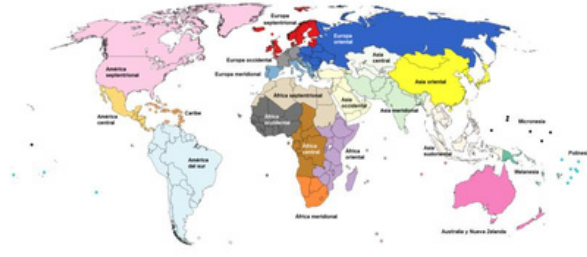 Europa
septentrional
Europa
oriental
Europa occidental
Europa meridional
América
septentrional
Asia
central
Asia oriental
África septentrional
Asia
occidental
Asia meridional
América
central
Caribe
África
occidental
África
central
África
oriental
Asia
sudoriental
Micronesia
Melanesia
América
del sur
África meridional
Australia y Nueva Zelanda